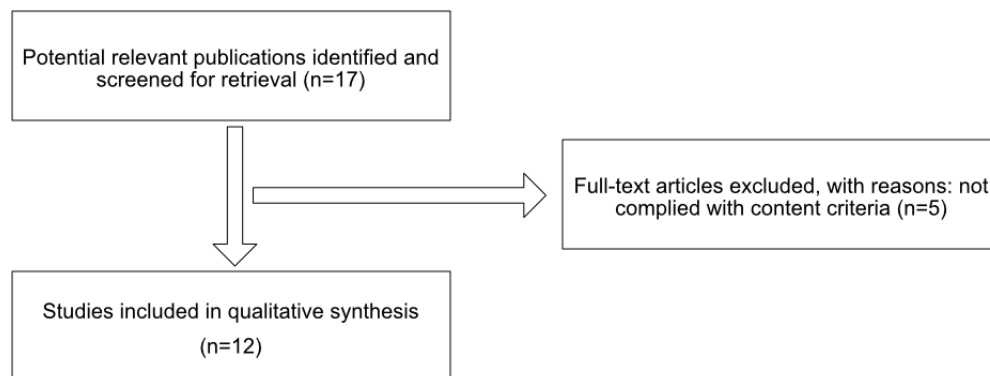 Potential relevant publications identified and
screened for retrieval (n=17)
Full-text articles excluded, with reasons: not
complied with content criteria (n=5)
Studies included in qualitative synthesis
(n=12)